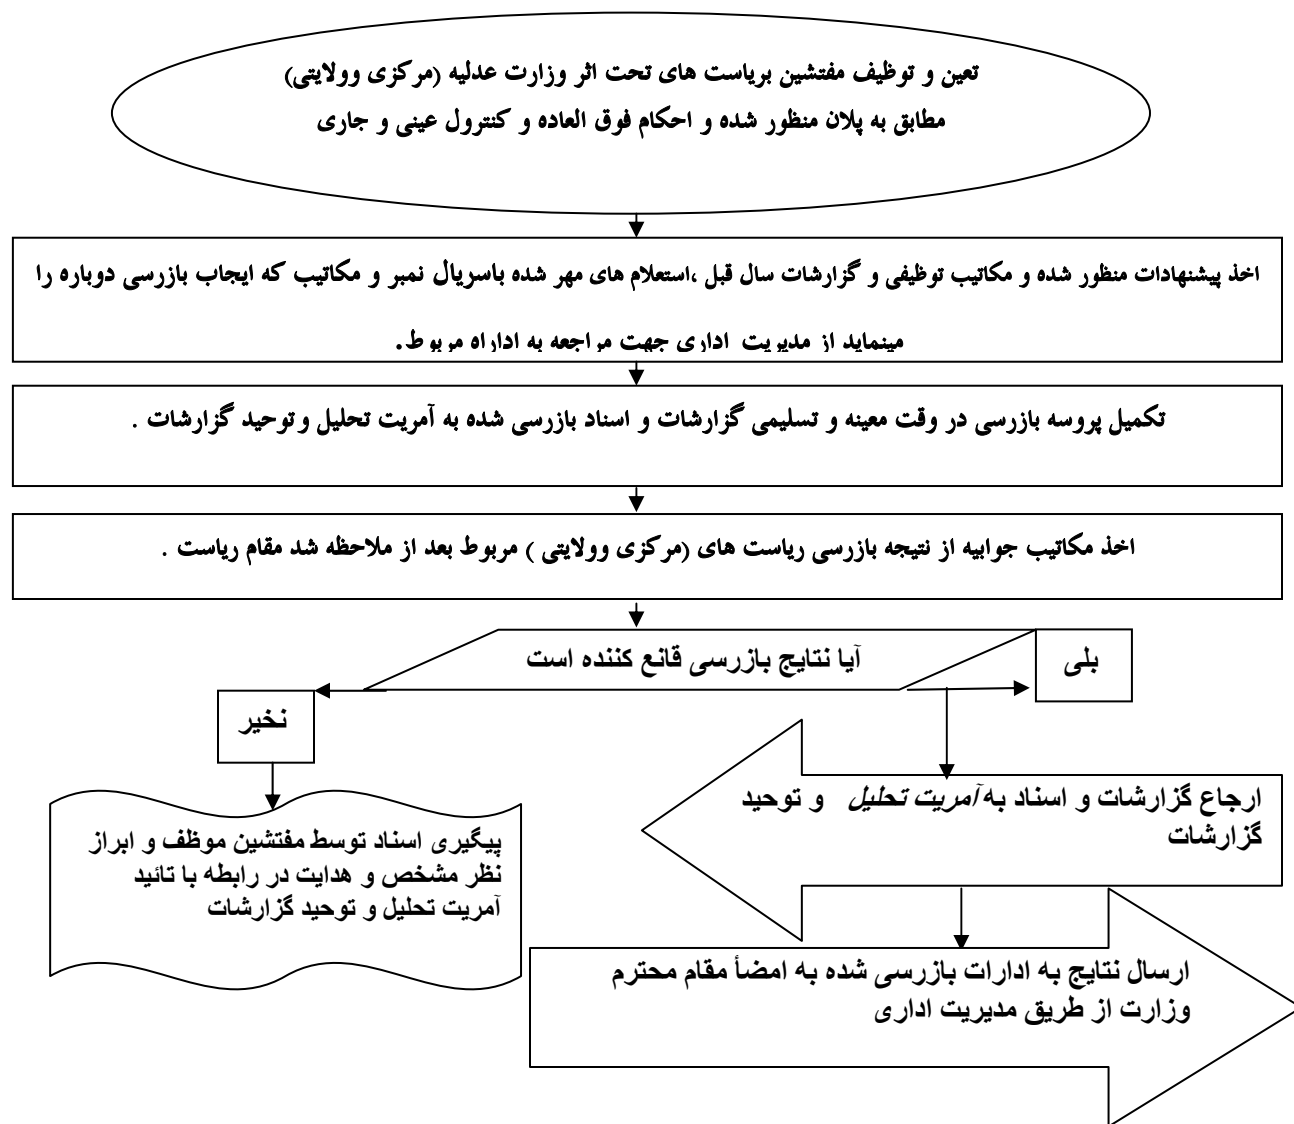 تعین و توظیف مفتشین بریاست های تحت اثر وزارت عدلیه (مرکزی وولایتی)
مطابق به پلان منظور شده و احکام فوق العاده و کنترول عینی و جاری
اخذ پیشنهادات منظور شده و مکاتیب توظیفی و گزارشات سال قبل ،استعلام های مهر شده باسریال نمبر و مکاتیب که ایجاب بازرسی دوباره را
مینماید از مدیریت اداری جهت مراجعه به اداراه مربوط.
تکمیل پروسه بازرسی در وقت معینه و تسلیمی گزارشات و اسناد بازرسی شده به آمریت تحلیل وتوحید گزارشات .
اخذ مکاتیب جوابیه از نتیجه بازرسی ریاست های (مرکزی وولایتی ) مربوط بعد از ملاحظه شد مقام ریاست .
آیا نتایج بازرسی قانع کننده است
بلی
نخیر
ارجاع گزارشات و اسناد به آمریت تحلیل و توحید
گزارشات
پیگیری اسناد توسط مفتشین موظف و ابراز
نظر مشخص و هدایت در رابطه با تائید
آمریت تحلیل و توحید گزارشات
ارسال نتایج به ادارات بازرسی شده به امضأ مقام محترم
وزارت از طریق مدیریت اداری